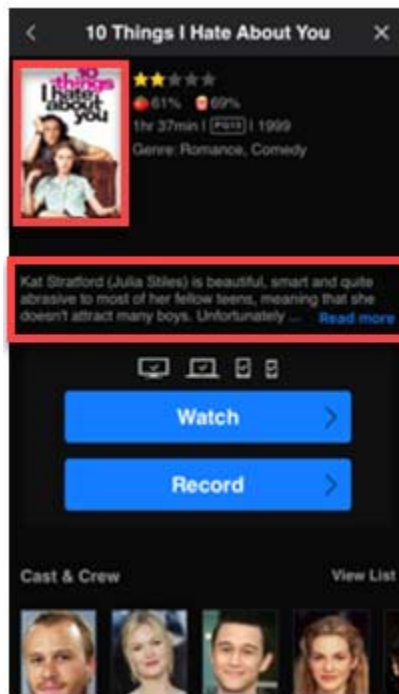 10 Things I Hate About You
10
things
I hate
about
you
61% 69%
1hr 37min | PG13 | 1999
Genre: Romance, Comedy
Kat Stratford (Julia Stiles) is beautiful, smart and quite
abrasive to most of her fellow teens, meaning that she
doesn't attract many boys. Unfortunately ... Read more
Watch
Record
Cast & Crew View List